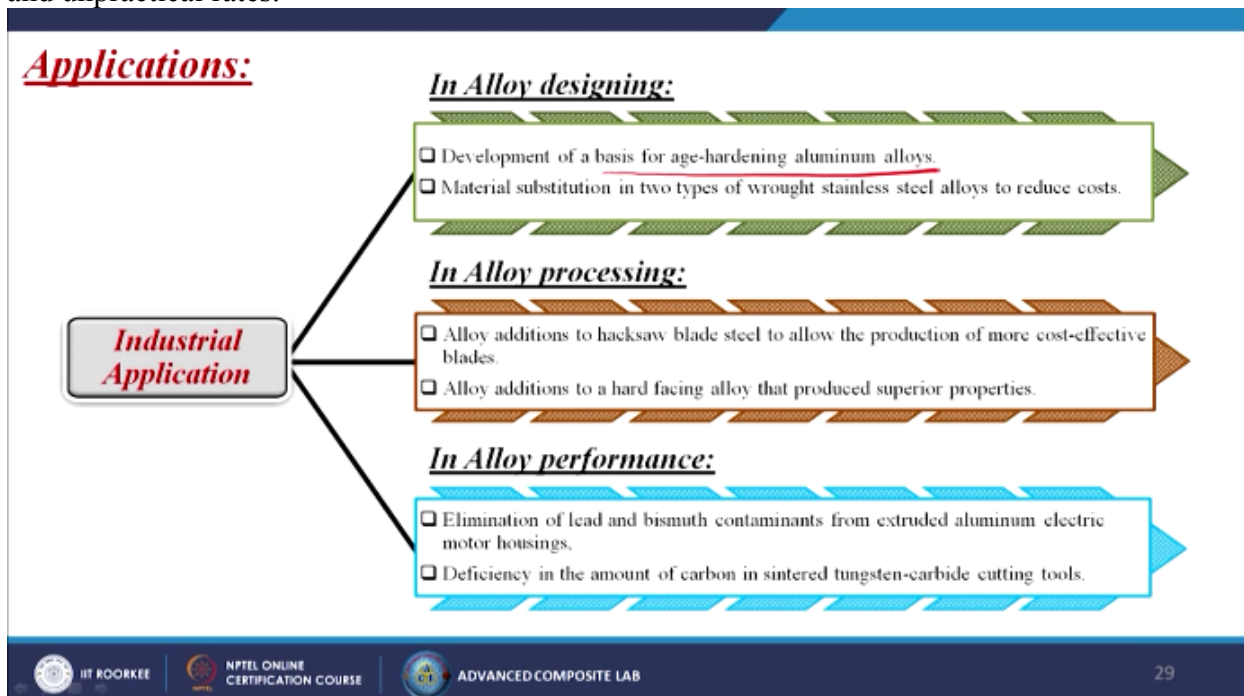 and unpractical rates.
Applications:
In Alloy designing:
Development of a basis for age-hardening aluminum alloys.
Material substitution in two types of wrought stainless steel alloys to reduce costs.
In Alloy processing:
Industrial
Application
Alloy additions to hacksaw blade steel to allow the production of more cost-effective
blades.
Alloy additions to a hard facing alloy that produced superior properties.
In Alloy performance:
Elimination of lead and bismuth contaminants from extruded aluminum electric
motor housings,
Deficiency in the amount of carbon in sintered tungsten-carbide cutting tools.
IIT ROORKEE
NPTEL ONLINE
CERTIFICATION COURSE
ADVANCED COMPOSITE LAB
29